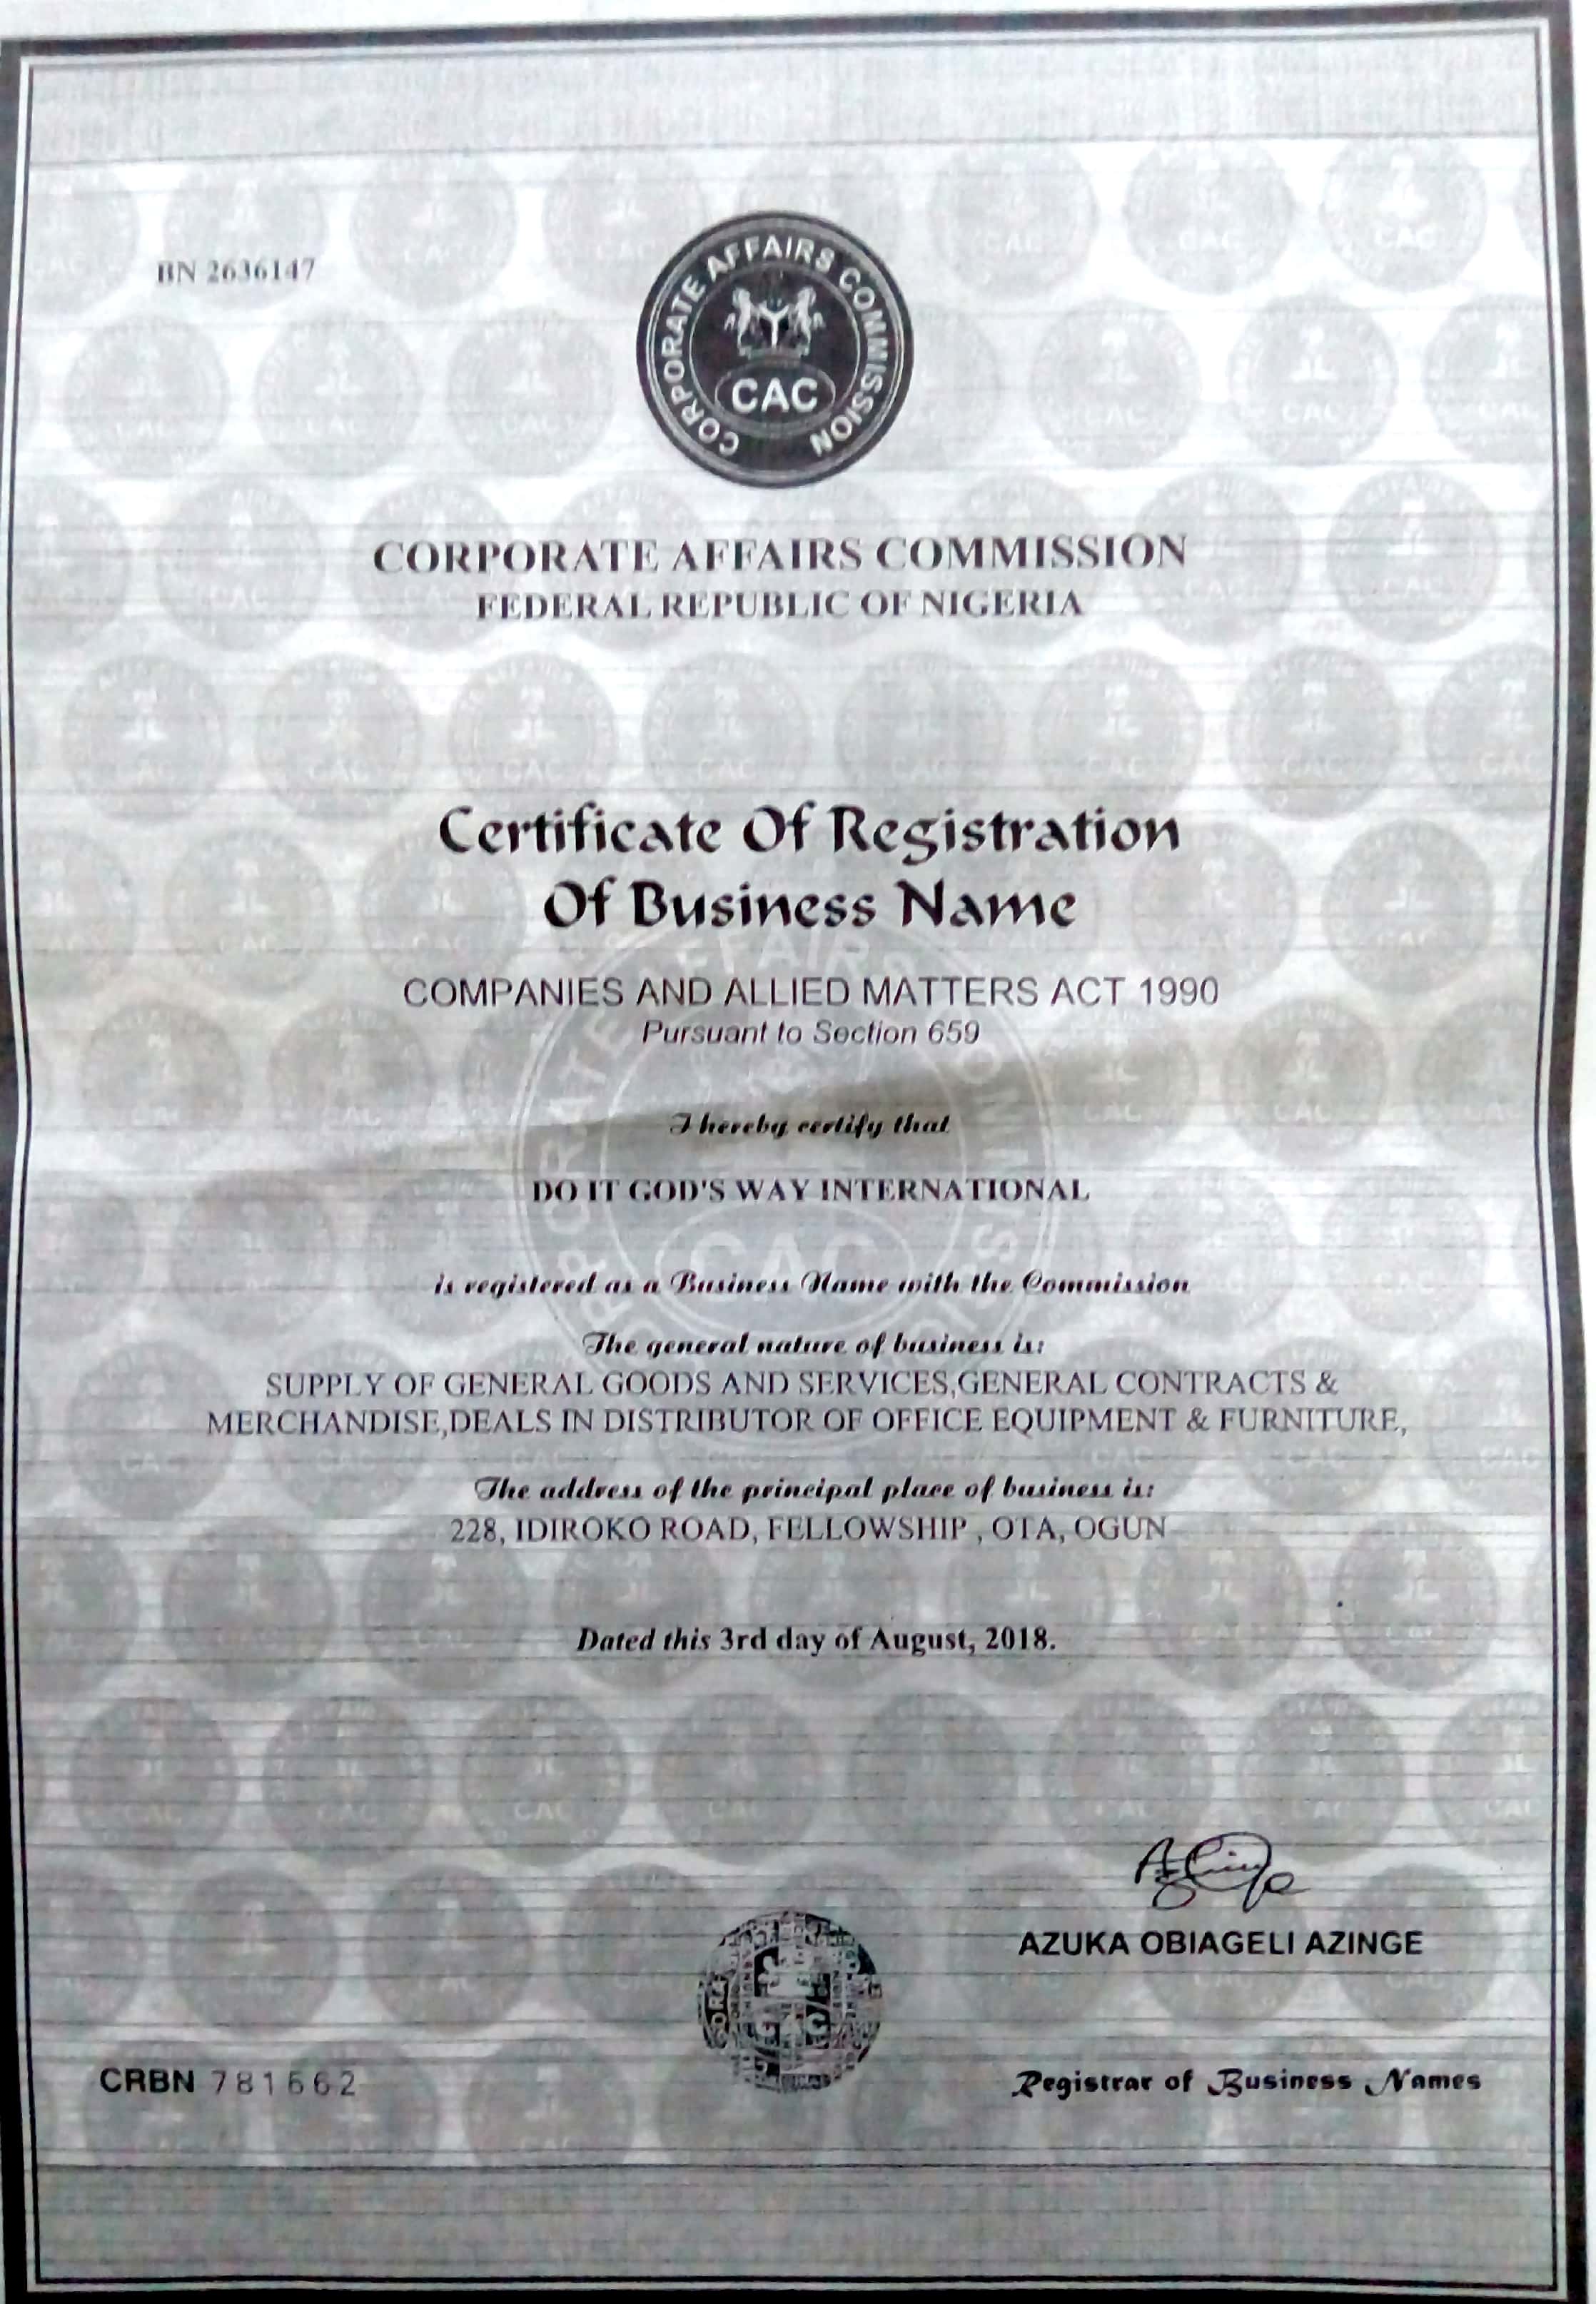 BN 2636147
CORPORATE AFFAIRS COMMISSION
CAC
CORPORATE AFFAIRS COMMISSION
FEDERAL REPUBLIC OF NIGERIA
Certificate Of Registration
Of Business Name
COMPANIES AND ALLIED MATTERS ACT 1990
Pursuant to Section 659
I hereby certify that
DO IT GOD'S WAY INTERNATIONAL
is registered as a Business Name with the Commission
The general nature of business is:
SUPPLY OF GENERAL GOODS AND SERVICES,GENERAL CONTRACTS &
MERCHANDISE,DEALS IN DISTRIBUTOR OF OFFICE EQUIPMENT & FURNITURE,
The address of the principal place of business is:
228, IDIROKO ROAD, FELLOWSHIP , OTA, OGUN
Dated this 3rd day of August, 2018.
AZUKA OBIAGELI AZINGE
CRBN 781662
Registrar of Business Names